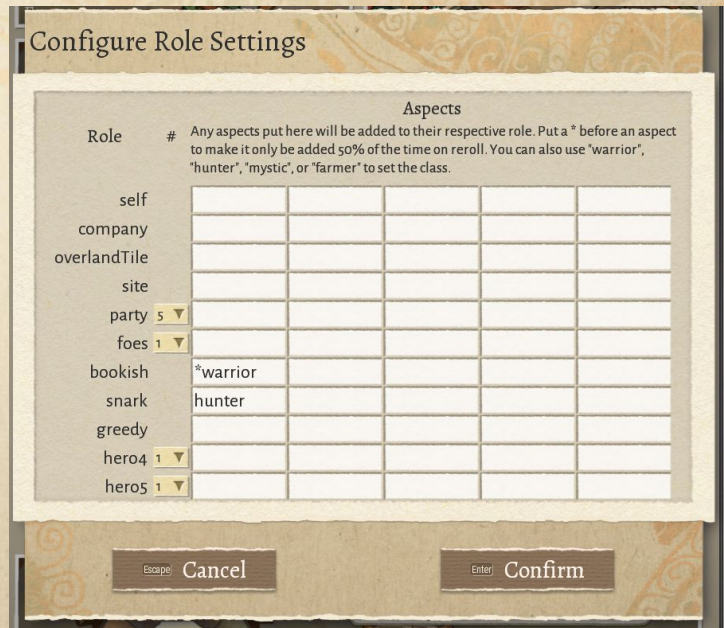 Configure Role Settings
Aspects
Role # Any aspects put here will be added to their respective role. Put a * before an aspect
to make it only be added 50% of the time on reroll. You can also use "warrior",
"hunter", "mystic", or "farmer" to set the class.
self
company
overlandTile
site
party 5
foes 1
bookish *warrior
snark hunter
greedy
hero4 1
hero5 1
Escape Cancel
Enter Confirm